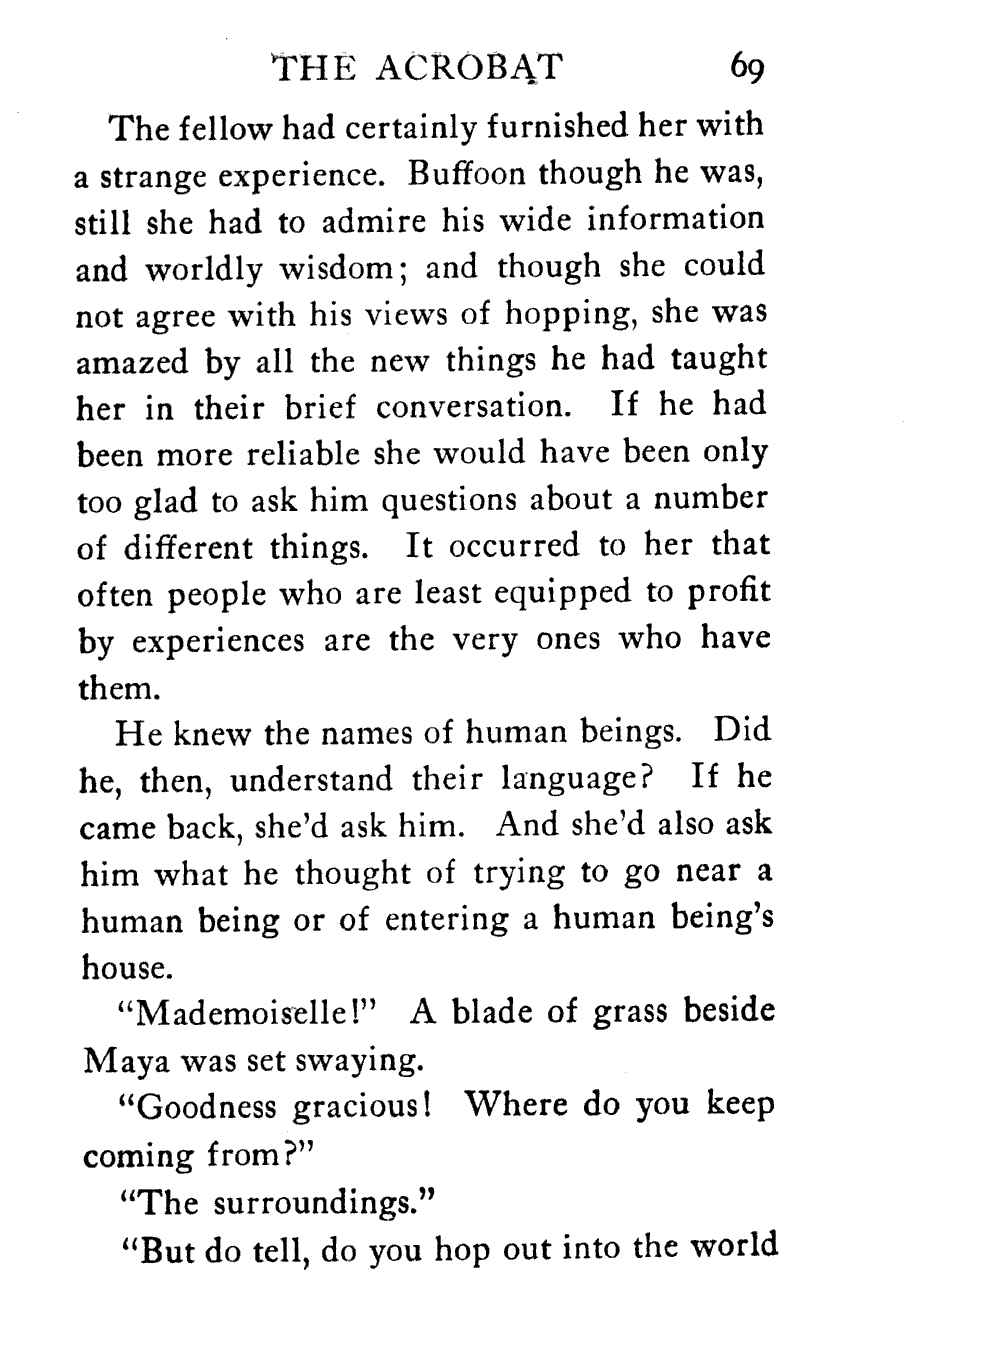 THE ACROBAT 69
The fellow had certainly furnished her with
a strange experience. Buffoon though he was,
still she had to admire his wide information
and worldly wisdom; and though she could
not agree with his views of hopping, she was
amazed by all the new things he had taught
her in their brief conversation. If he had
been more reliable she would have been only
too glad to ask him questions about a number
of different things. It occurred to her that
often people who are least equipped to profit
by experiences are the very ones who have
them.
He knew the names of human beings. Did
he, then, understand their language? If he
came back, she’d ask him. And she’d also ask
him what he thought of trying to go near a
human being or of entering a human being’s
house.
“Mademoiselle!” A blade of grass beside
Maya was set swaying.
“Goodness gracious! Where do you keep
coming from?”
“The surroundings.”
“But do tell, do you hop out into the world